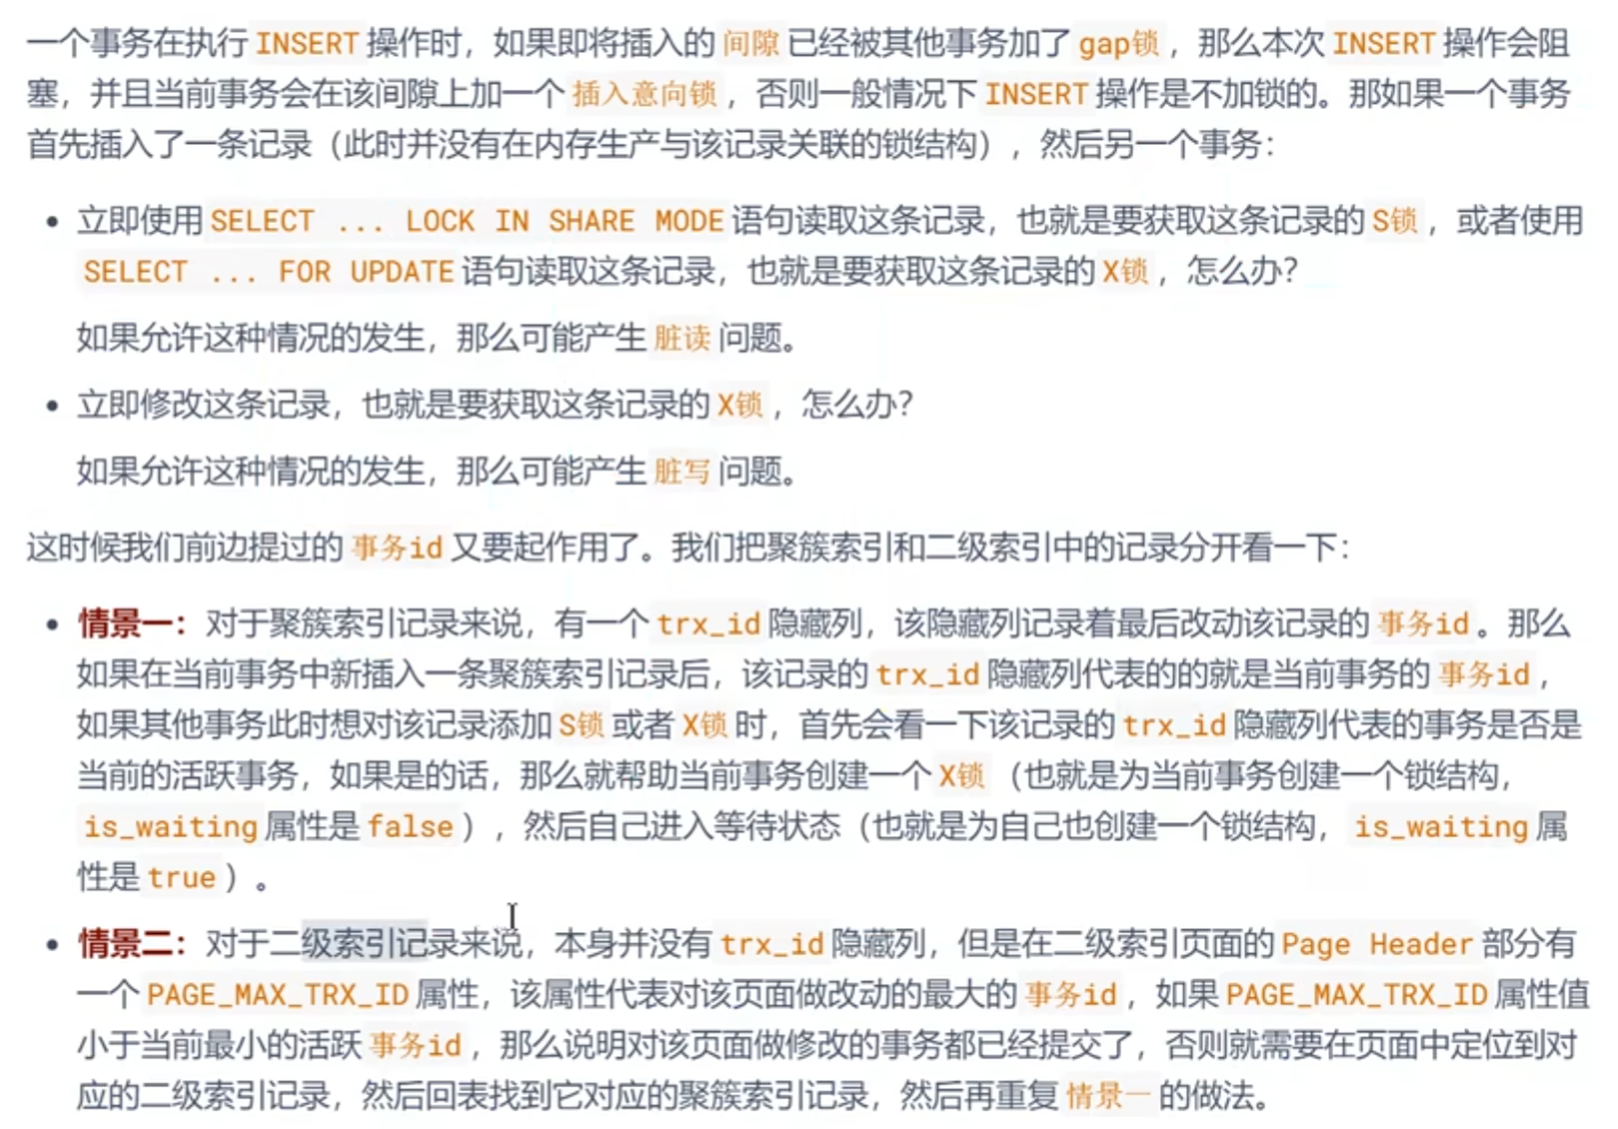 一个事务在执行 INSERT 操作时，如果即将插入的 间隙 已经被其他事务加了 gap锁 ，那么本次 INSERT 操作会阻
塞，并且当前事务会在该间隙上加一个 插入意向锁 ，否则一般情况下 INSERT 操作是不加锁的。那如果一个事务
首先插入了一条记录（此时并没有在内存生产与该记录关联的锁结构），然后另一个事务：
• 立即使用 SELECT ... LOCK IN SHARE MODE 语句读取这条记录，也就是要获取这条记录的 S锁 ，或者使用
SELECT ... FOR UPDATE 语句读取这条记录，也就是要获取这条记录的 X锁 ，怎么办？
如果允许这种情况的发生，那么可能产生 脏读 问题。
• 立即修改这条记录，也就是要获取这条记录的 X锁 ，怎么办？
如果允许这种情况的发生，那么可能产生 脏写 问题。
这时候我们前边提过的 事务id 又要起作用了。我们把聚簇索引和二级索引中的记录分开看一下：
• 情景一：对于聚簇索引记录来说，有一个 trx_id 隐藏列，该隐藏列记录着最后改动该记录的 事务id 。那么
如果在当前事务中新插入一条聚簇索引记录后，该记录的 trx_id 隐藏列代表的的就是当前事务的 事务id ，
如果其他事务此时想对该记录添加 S锁 或者 X锁 时，首先会看一下该记录的 trx_id 隐藏列代表的事务是否是
当前的活跃事务，如果是的话，那么就帮助当前事务创建一个 X锁 （也就是为当前事务创建一个锁结构，
is_waiting 属性是 false ），然后自己进入等待状态（也就是为自己也创建一个锁结构， is_waiting 属
性是 true ）。
• 情景二：对于二级索引记录来说，本身并没有 trx_id 隐藏列，但是在二级索引页面的 Page Header 部分有
一个 PAGE_MAX_TRX_ID 属性，该属性代表对该页面做改动的最大的 事务id ，如果 PAGE_MAX_TRX_ID 属性值
小于当前最小的活跃 事务id ，那么说明对该页面做修改的事务都已经提交了，否则就需要在页面中定位到对
应的二级索引记录，然后回表找到它对应的聚簇索引记录，然后再重复 情景一 的做法。